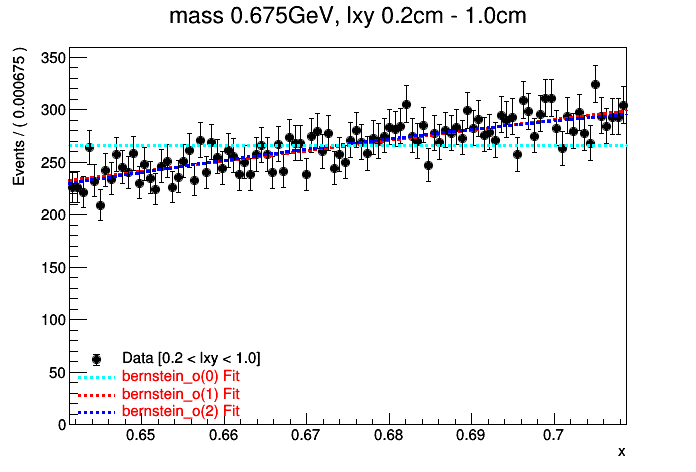 mass 0.675GeV, lxy 0.2cm - 1.0cm
Events / ( 0.000675 )
350
300
250
200
150
100
50
0
Data [0.2 < lxy < 1.0]
bernstein_o(0) Fit
bernstein_o(1) Fit
bernstein_o(2) Fit
0.65 0.66 0.67 0.68 0.69 0.7
x